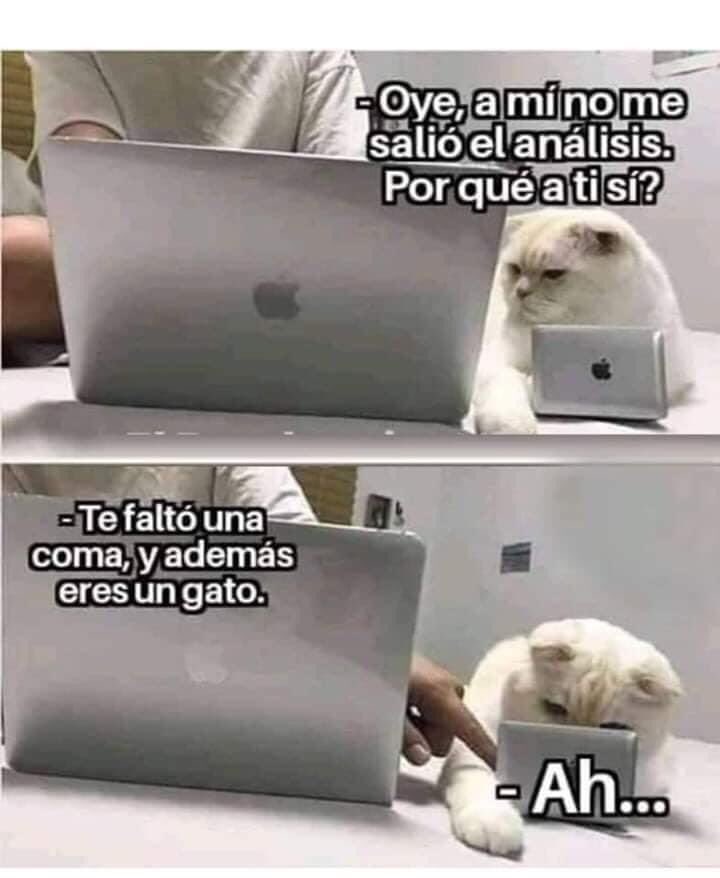 - Oye, a mí no me
salió el análisis.
Por qué a ti sí?
- Te faltó una
coma, y además
eres un gato.
- Ah...